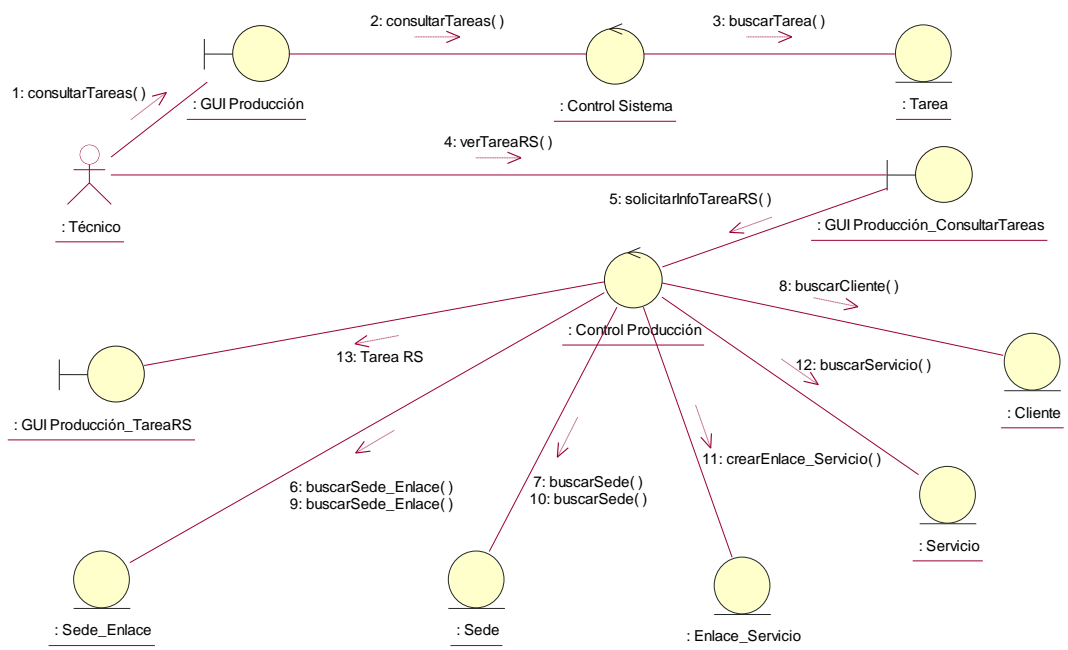 2: consultarTareas( )
3: buscarTarea( )
1: consultarTareas( )
: GUI Producción
: Control Sistema
: Tarea
4: verTareaRS( )
5: solicitarInfoTareaRS( )
: Técnico
: GUI Producción_ConsultarTareas
8: buscarCliente( )
: Control Producción
13: Tarea RS
12: buscarServicio( )
: Cliente
: GUI Producción_TareaRS
11: crearEnlace_Servicio( )
6: buscarSede_Enlace( )
9: buscarSede_Enlace( )
7: buscarSede( )
10: buscarSede( )
: Servicio
: Sede_Enlace
: Sede
: Enlace_Servicio